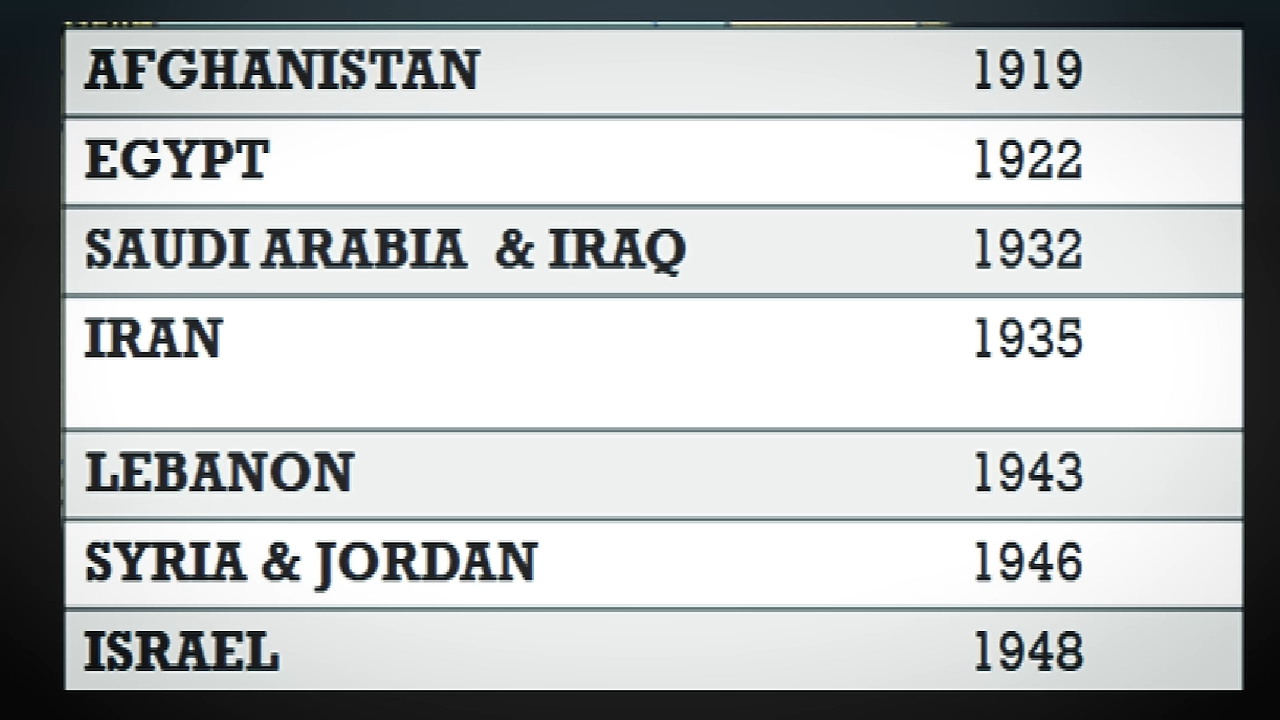 AFGHANISTAN 1919
EGYPT 1922
SAUDI ARABIA & IRAQ 1932
IRAN 1935
LEBANON 1943
SYRIA & JORDAN 1946
ISRAEL 1948